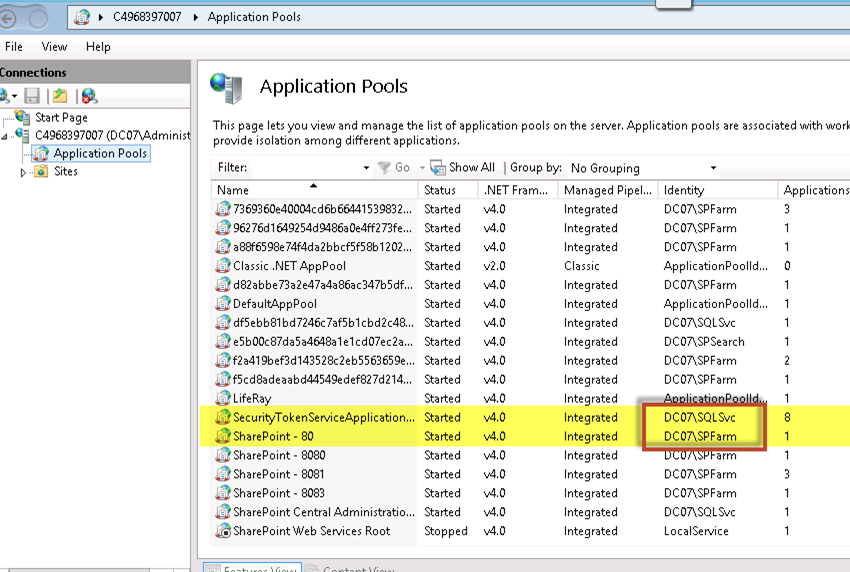 C4968397007 Application Pools
File View Help
Connections
Start Page
C4968397007 (DC07\Administ
Application Pools
Sites
Application Pools
This page lets you view and manage the list of application pools on the server. Application pools are associated with work
provide isolation among different applications.
Filter: Go Show All Group by: No Grouping
Name Status .NET Fram... Managed Pipel... Identity Applications
7369360e40004cd6b66441539832... Started v4.0 Integrated DC07\SPFarm 3
96276d1649254d9486a0e4ff273fe... Started v4.0 Integrated DC07\SPFarm 1
a88f6598e74f4da2bbcf5f58b1202... Started v4.0 Integrated DC07\SPFarm 1
Classic .NET AppPool Started v2.0 Classic ApplicationPoolId... 0
d82abbe73a2e47a4a86ac347b5df... Started v4.0 Integrated DC07\SPFarm 1
DefaultAppPool Started v4.0 Integrated ApplicationPoolId... 1
df5ebb81bd7246c7af5b1cbd2c48... Started v4.0 Integrated DC07\SQLSvc 1
e5b00c87da5a4648a1e1cd07ec2a... Started v4.0 Integrated DC07\SPSearch 1
f2a419bef3d143528c2eb5563659e... Started v4.0 Integrated DC07\SPFarm 2
f5cd8adeaabd44549edef827d214... Started v4.0 Integrated DC07\SPFarm 1
LifeRay Started v4.0 Integrated ApplicationPoolId... 1
SecurityTokenServiceApplication... Started v4.0 Integrated DC07\SQLSvc 8
SharePoint - 80 Started v4.0 Integrated DC07\SPFarm 1
SharePoint - 8080 Started v4.0 Integrated DC07\SPFarm 1
SharePoint - 8081 Started v4.0 Integrated DC07\SPFarm 3
SharePoint - 8083 Started v4.0 Integrated DC07\SPFarm 1
SharePoint Central Administratio... Started v4.0 Integrated DC07\SQLSvc 1
SharePoint Web Services Root Stopped v4.0 Integrated LocalService 1
Features View Content View